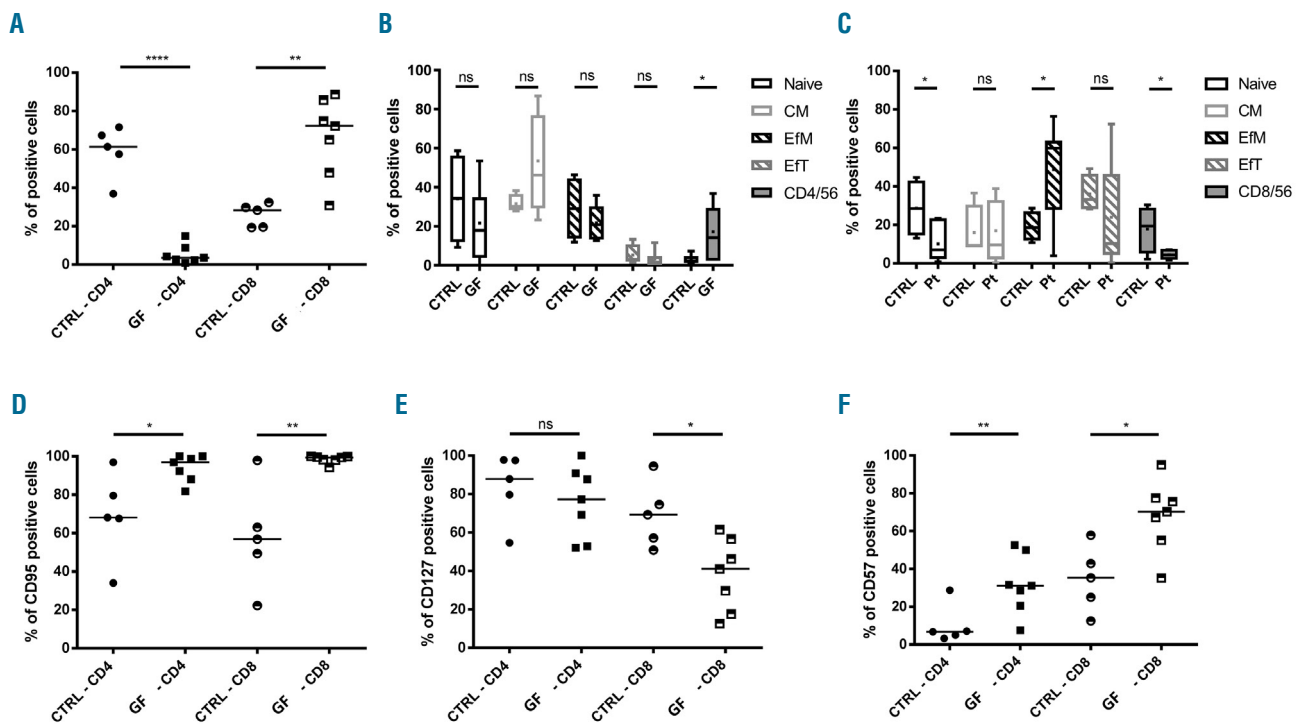 A
% of positive cells
100
80
60
40
20
0
****
**
CTRL - CD4
GF - CD4
CTRL - CD8
GF - CD8
B
% of positive cells
100
80
60
40
20
0
ns
ns
ns
ns
*
CTRL
GF
CTRL
GF
CTRL
GF
CTRL
GF
CTRL
GF
Naive
CM
EfM
EfT
CD4/56
C
% of positive cells
100
80
60
40
20
0
*
ns
*
ns
*
CTRL
Pt
CTRL
Pt
CTRL
Pt
CTRL
Pt
CTRL
Pt
Naive
CM
EfM
EfT
CD8/56
D
% of CD95 positive cells
100
80
60
40
20
0
*
**
CTRL - CD4
GF - CD4
CTRL - CD8
GF - CD8
E
% of CD127 positive cells
100
80
60
40
20
0
ns
*
CTRL - CD4
GF - CD4
CTRL - CD8
GF - CD8
F
% of CD57 positive cells
100
80
60
40
20
0
**
*
CTRL - CD4
GF - CD4
CTRL - CD8
GF - CD8